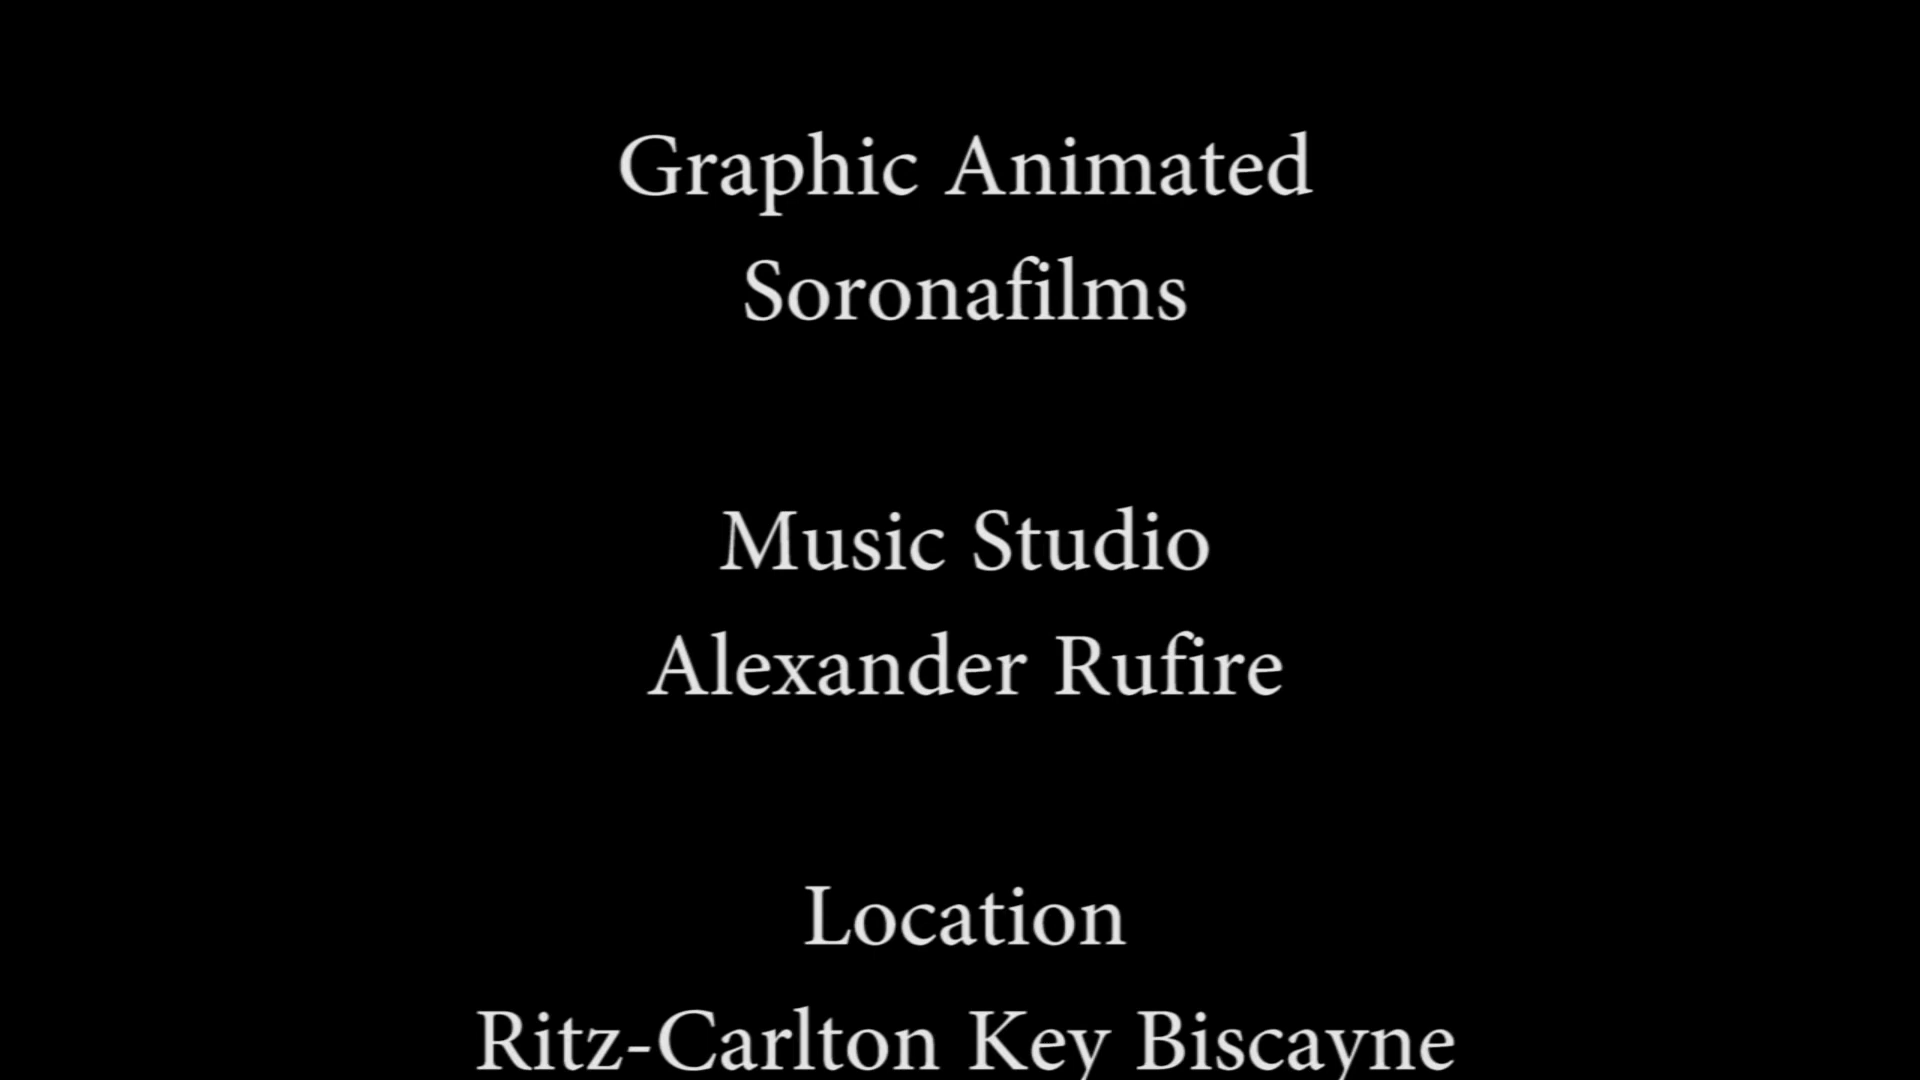 Graphic Animated
Soronafilms
Music Studio
Alexander Rufire
Location
Ritz-Carlton Key Biscayne